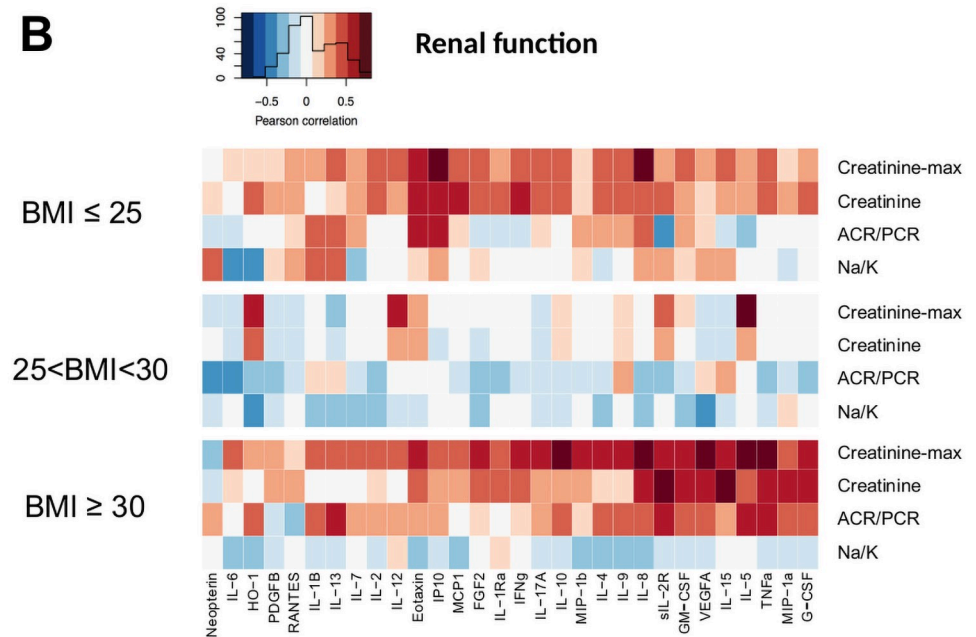 B
Renal function
0 40 100
-0.5 0 0.5
Pearson correlation
BMI ≤ 25
Creatinine-max
Creatinine
ACR/PCR
Na/K
25<BMI<30
Creatinine-max
Creatinine
ACR/PCR
Na/K
BMI ≥ 30
Creatinine-max
Creatinine
ACR/PCR
Na/K
Neopterin
IL-6
HO-1
PDGFB
RANTES
IL-1B
IL-13
IL-7
IL-2
IL-12
Eotaxin
IP10
MCP1
FGF2
IL-1Ra
IFNg
IL-17A
IL-10
MIP-1b
IL-4
IL-9
IL-8
sIL-2R
GM-CSF
VEGFA
IL-15
IL-5
TNFa
MIP-1a
G-CSF